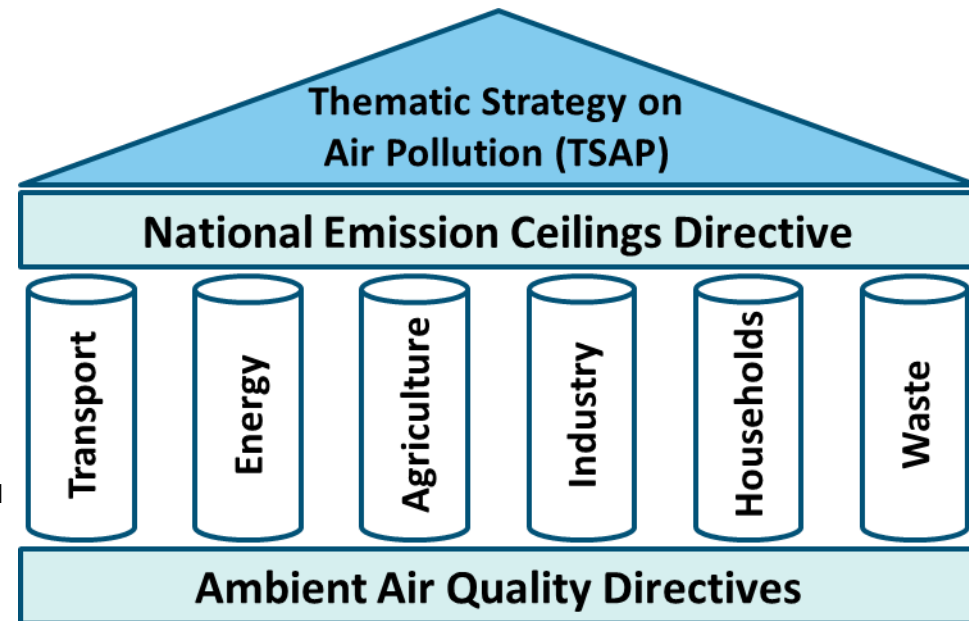 Thematic Strategy on
Air Pollution (TSAP)
National Emission Ceilings Directive
Transport
Energy
Agriculture
Industry
Households
Waste
Ambient Air Quality Directives